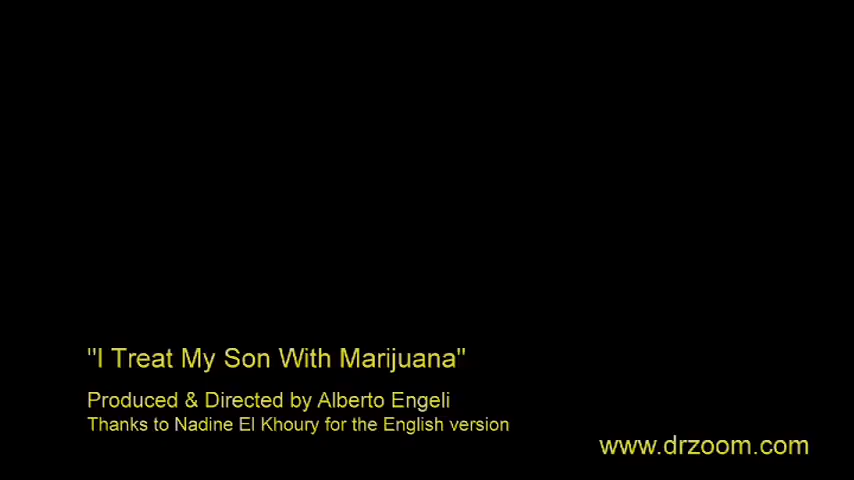 "I Treat My Son With Marijuana"
Produced & Directed by Alberto Engeli
Thanks to Nadine El Khoury for the English version
www.drzoom.com